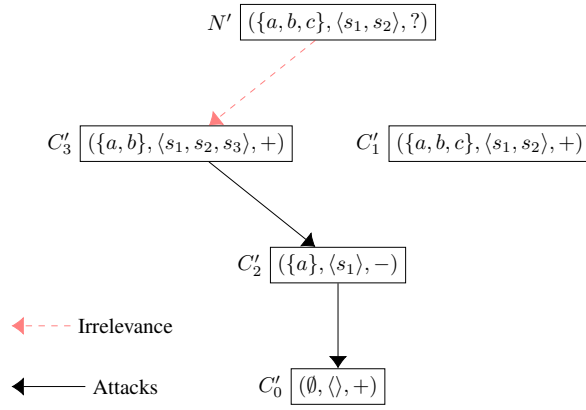 N′ ({a, b, c}, ⟨s₁, s₂⟩, ?)
C′₃ ({a, b}, ⟨s₁, s₂, s₃⟩, +) C′₁ ({a, b, c}, ⟨s₁, s₂⟩, +)
C′₂ ({a}, ⟨s₁⟩, −)
Irrelevance
Attacks C′₀ (∅, ⟨⟩, +)